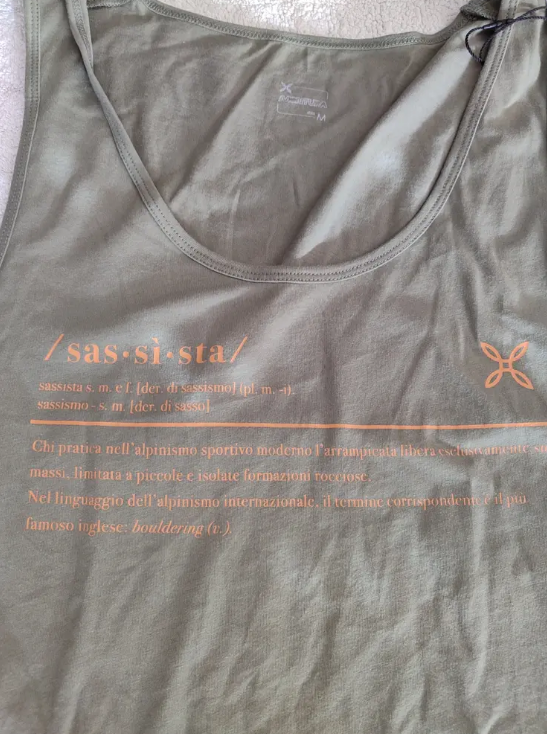 M
/sas·sì·sta/
sassista s. m. e f. [der. di sassismo] (pl. m. -i).
sassismo - s. m. [der. di sasso]
Chi pratica nell'alpinismo sportivo moderno l'arrampicata libera esclusivamente su
massi, limitata a piccole e isolate formazioni rocciose.
Nel linguaggio dell'alpinismo internazionale, il termine corrispondente è il più
famoso inglese: bouldering (v.).